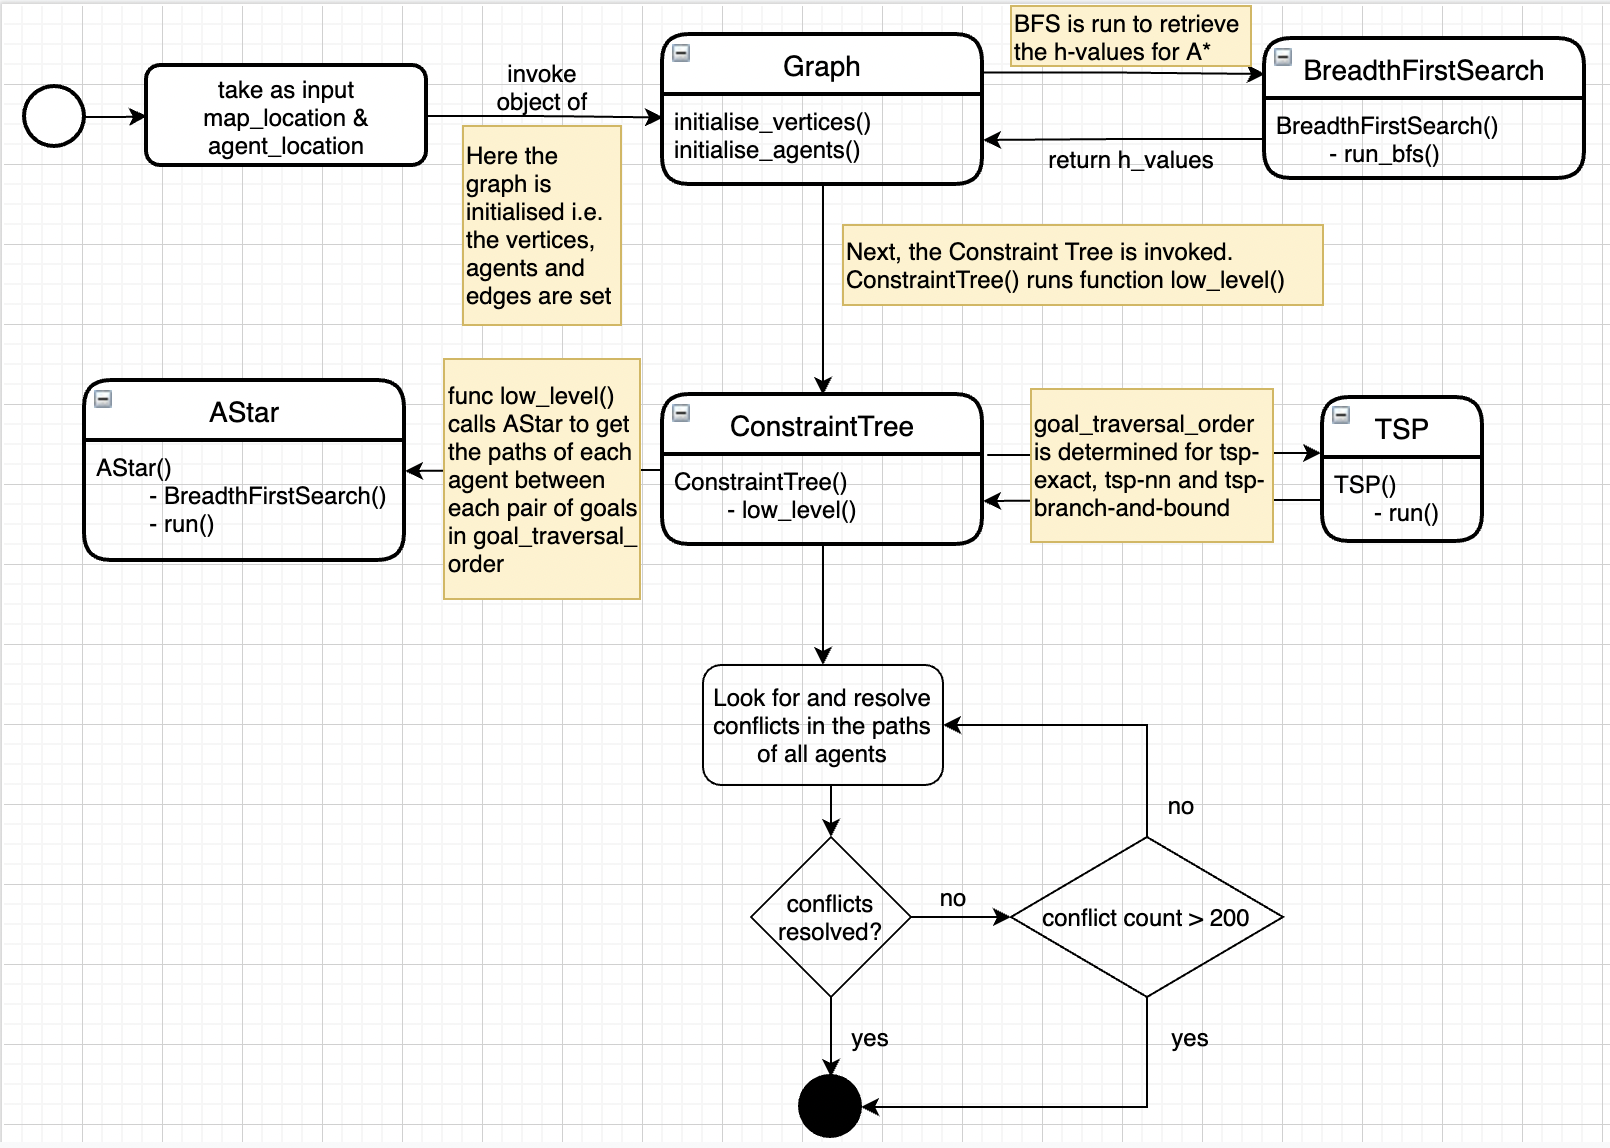 take as input
map_location &
agent_location
invoke
object of
Here the
graph is
initialised i.e.
the vertices,
agents and
edges are set
Graph
initialise_vertices()
initialise_agents()
BFS is run to retrieve
the h-values for A*
BreadthFirstSearch
BreadthFirstSearch()
- run_bfs()
return h_values
Next, the Constraint Tree is invoked.
ConstraintTree() runs function low_level()
AStar
AStar()
- BreadthFirstSearch()
- run()
func low_level()
calls AStar to get
the paths of each
agent between
each pair of goals
in goal_traversal_
order
ConstraintTree
ConstraintTree()
- low_level()
goal_traversal_order
is determined for tsp-
exact, tsp-nn and tsp-
branch-and-bound
TSP
TSP()
- run()
Look for and resolve
conflicts in the paths
of all agents
conflicts
resolved?
no
conflict count > 200
no
yes
yes